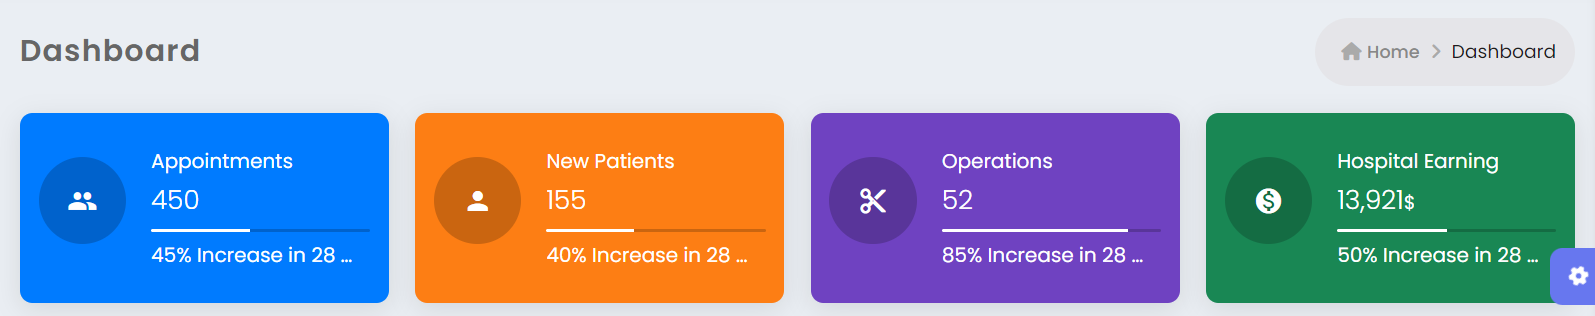 Dashboard
Home > Dashboard
Appointments
450
45% Increase in 28 ...
New Patients
155
40% Increase in 28 ...
Operations
52
85% Increase in 28 ...
Hospital Earning
13,921$
50% Increase in 28 ...